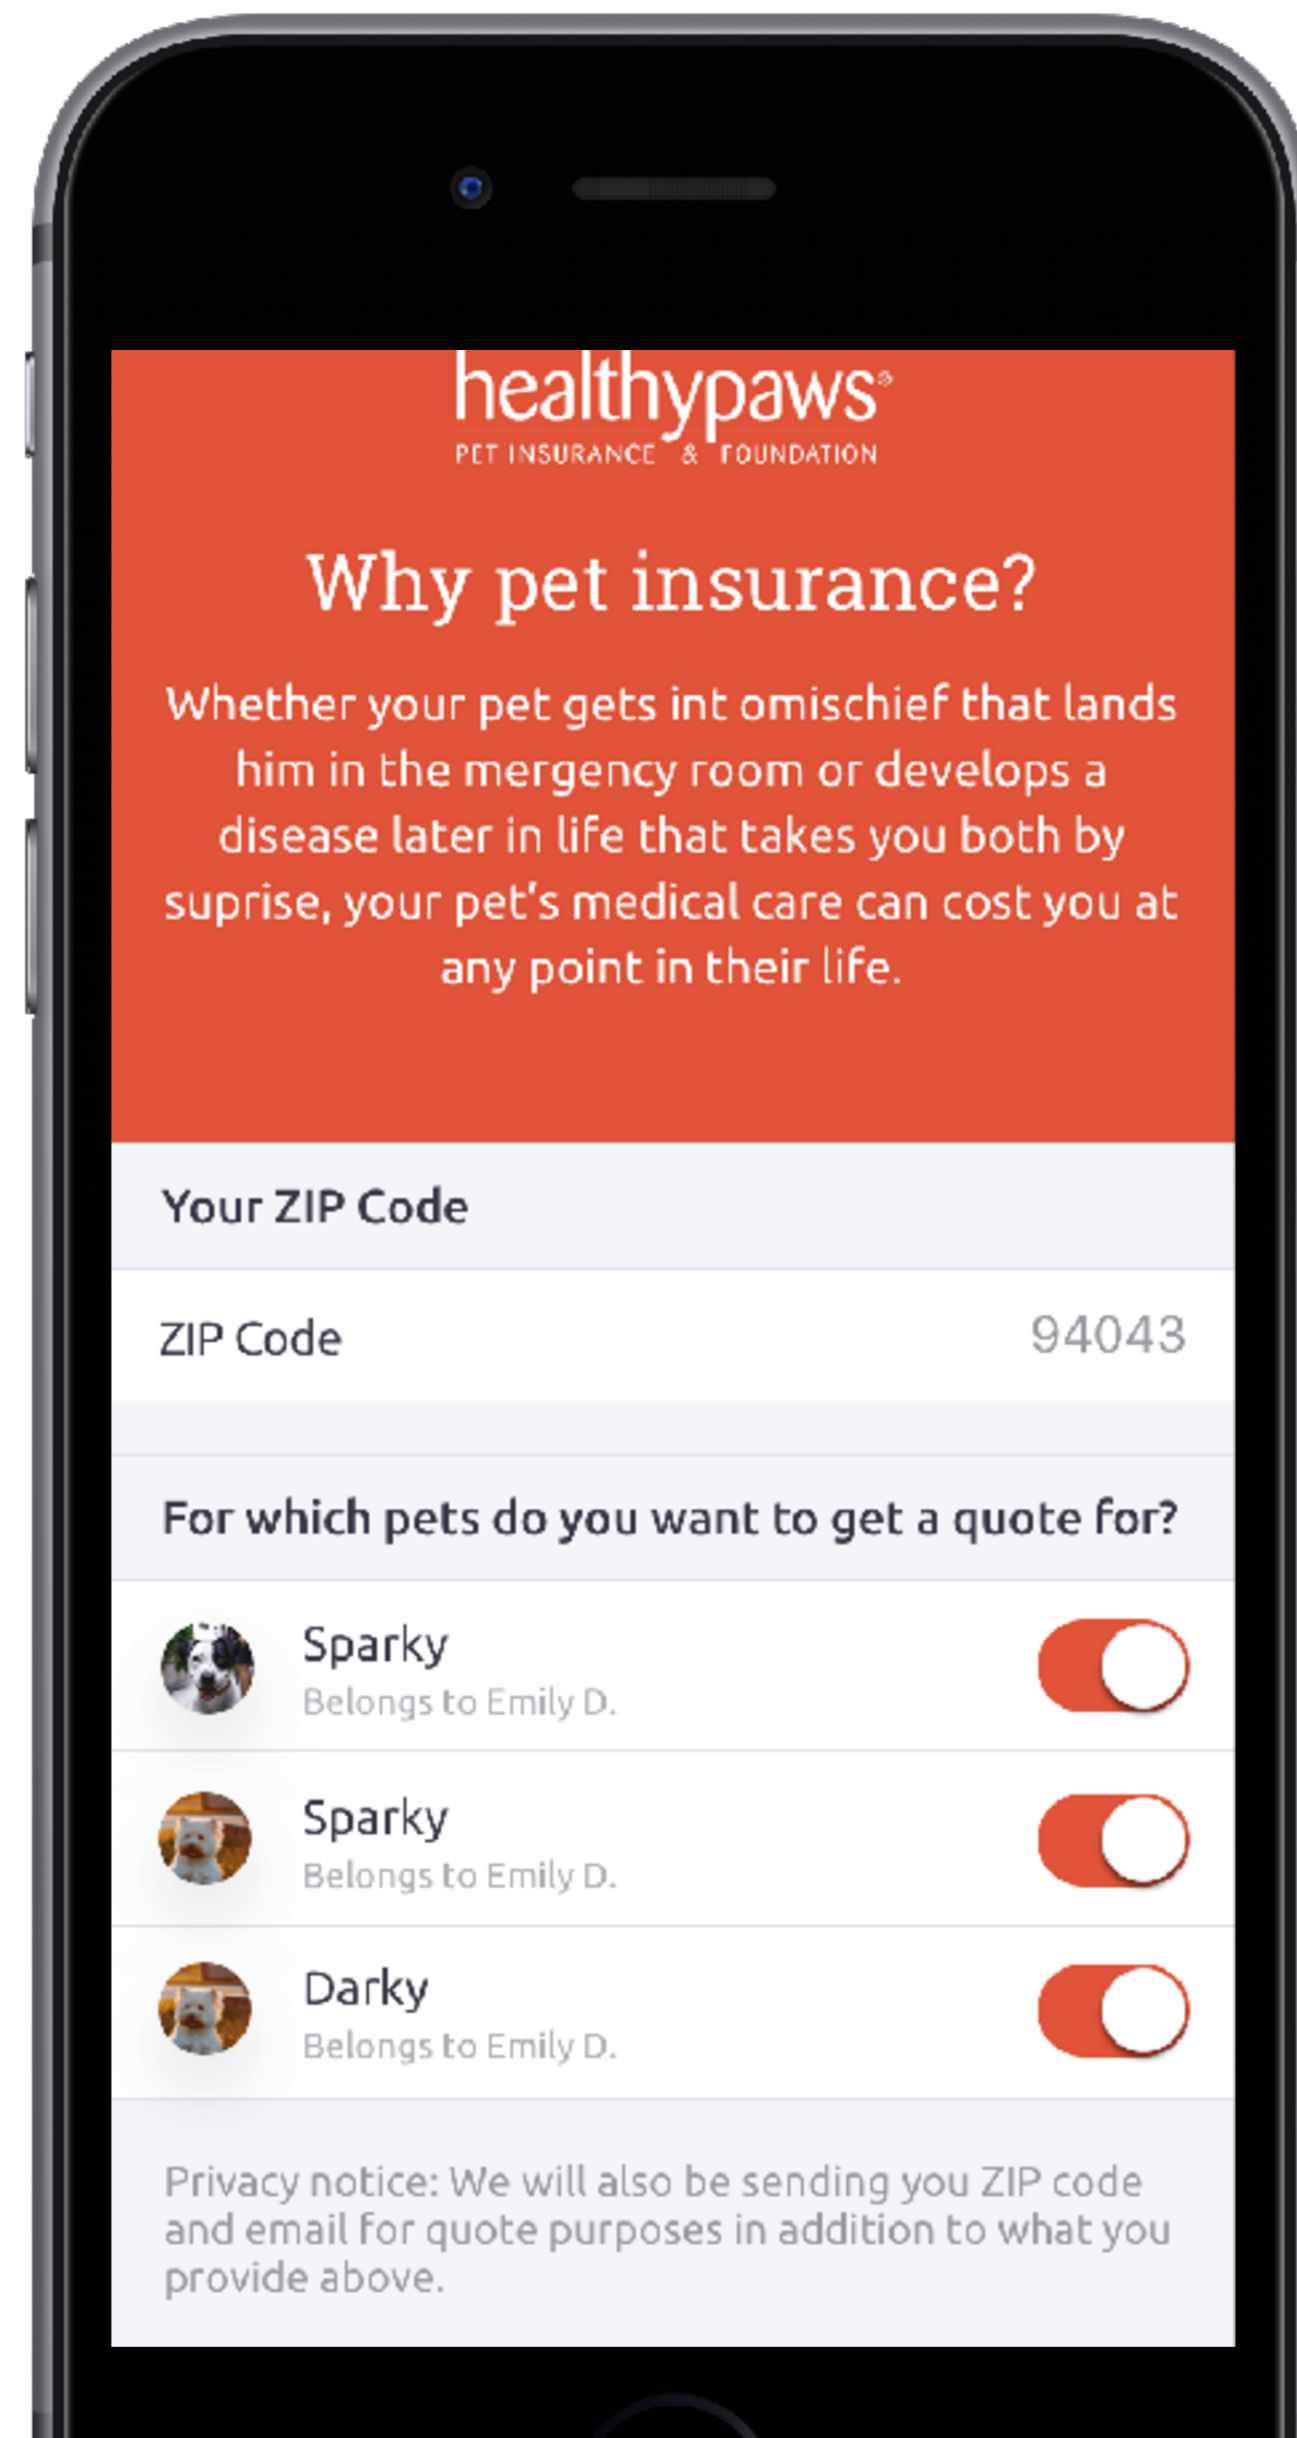 healthypaws®
PET INSURANCE & FOUNDATION
Why pet insurance?
Whether your pet gets int omischief that lands
him in the mergency room or develops a
disease later in life that takes you both by
suprise, your pet's medical care can cost you at
any point in their life.
Your ZIP Code
ZIP Code 94043
For which pets do you want to get a quote for?
Sparky
Belongs to Emily D.
Sparky
Belongs to Emily D.
Darky
Belongs to Emily D.
Privacy notice: We will also be sending you ZIP code
and email for quote purposes in addition to what you
provide above.